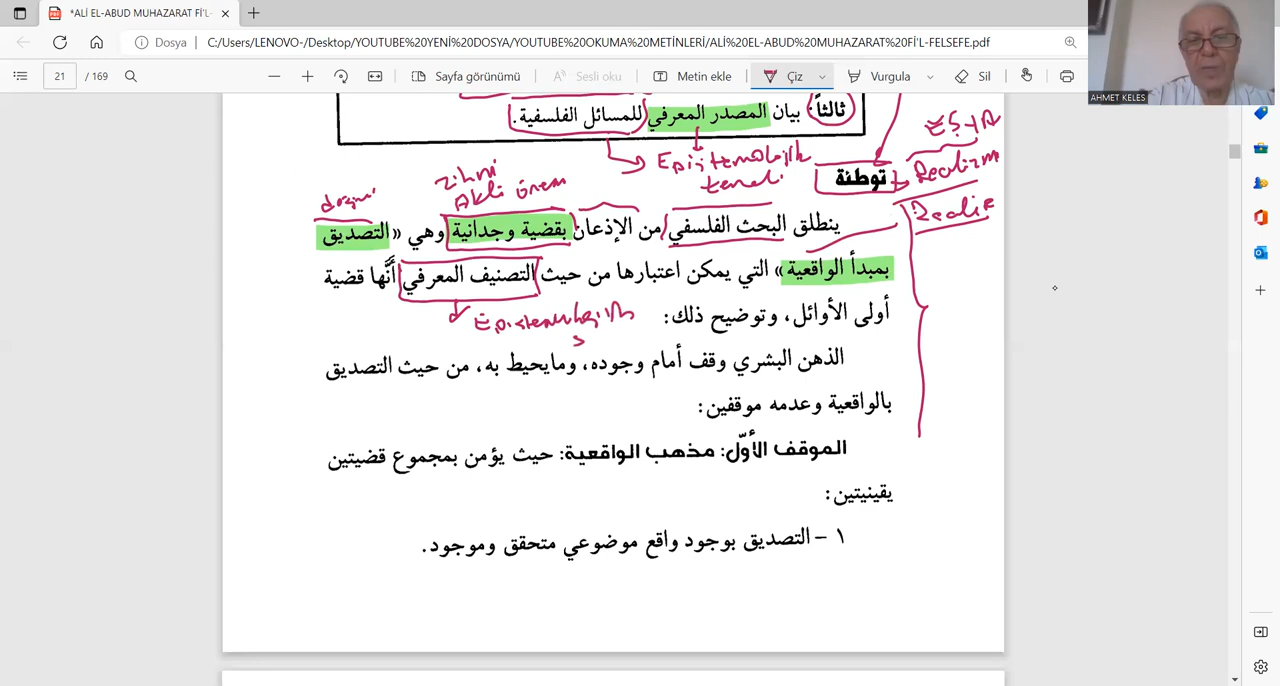 *ALİ EL-ABUD MUHAZARAT Fİ'L-
Dosya
C:/Users/LENOVO-/Desktop/YOUTUBE%20YENİ%20DOSYA/YOUTUBE%20OKUMA%20METİNLERİ/ALİ%20EL-ABUD%20MUHAZARAT%20Fİ'L-FELSEFE.pdf
21 / 169
Sayfa görünümü
Sesli oku
Metin ekle
Çiz
Vurgula
Sil
AHMET KELES
ثالثاً: بيان المصدر المعرفي للمسائل الفلسفية.
Epistemolojik
temeli
Realizm
توطئة
Zihni
Akli önerm
Realite
ينطلق البحث الفلسفي من الإذعان بقضية وجدانية وهي «التصديق
بمبدأ الواقعية» التي يمكن اعتبارها من حيث التصنيف المعرفي أنَّها قضية
Epistemolojik
أولى الأوائل، وتوضيح ذلك:
الذهن البشري وقف أمام وجوده، ومايحيط به، من حيث التصديق
بالواقعية وعدمه موقفين:
الموقف الأوّل: مذهب الواقعية: حيث يؤمن بمجموع قضيتين
يقينيتين:
١ – التصديق بوجود واقع موضوعي متحقق وموجود.